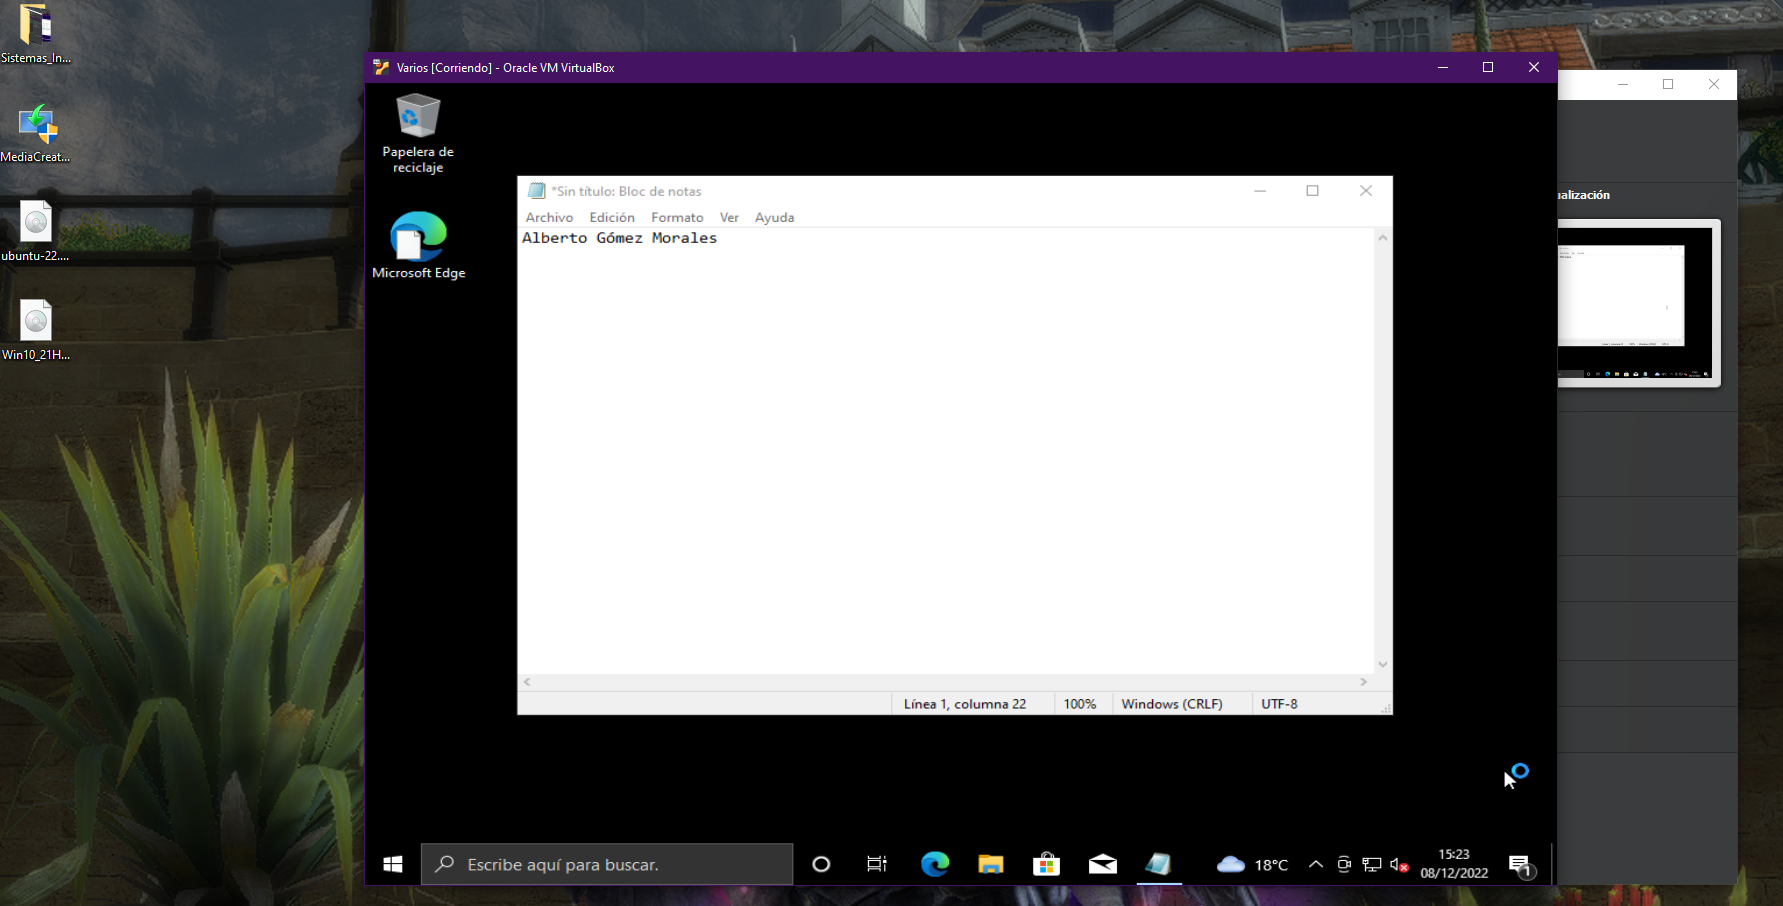 Sistemas_In...
MediaCreat...
ubuntu-22....
Win10_21H...
Varios [Corriendo] - Oracle VM VirtualBox
Papelera de
reciclaje
Microsoft Edge
*Sin título: Bloc de notas
Archivo Edición Formato Ver Ayuda
Alberto Gómez Morales
Línea 1, columna 22 100% Windows (CRLF) UTF-8
ualización
Escribe aquí para buscar.
18°C
15:23
08/12/2022
1